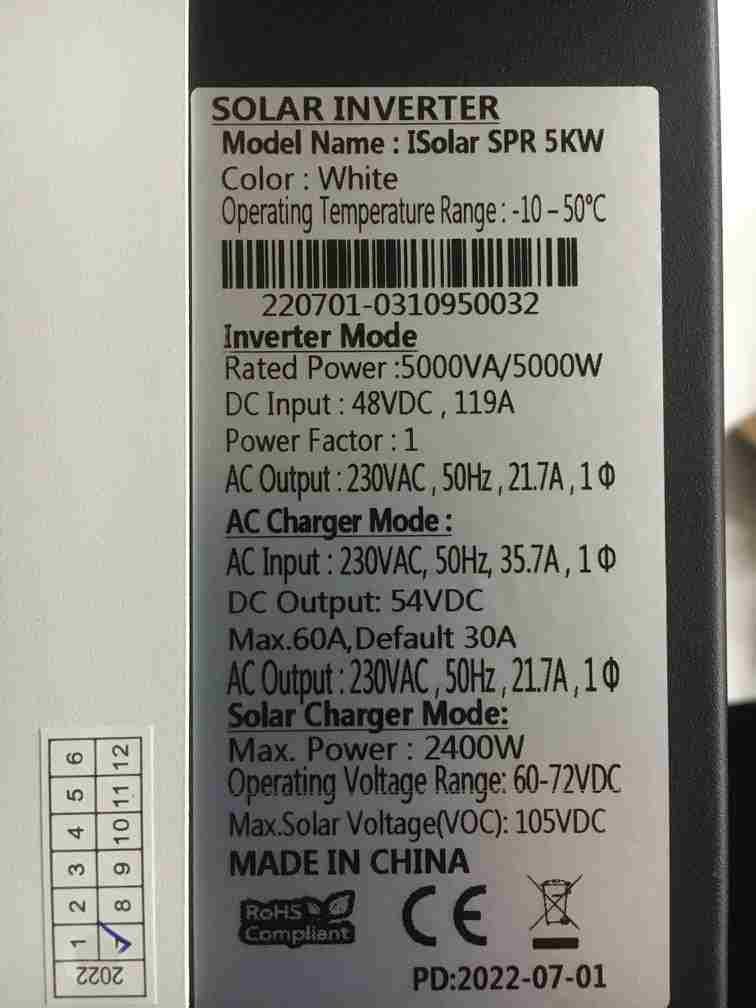 SOLAR INVERTER
Model Name : ISolar SPR 5KW
Color : White
Operating Temperature Range : -10 – 50°C
220701-0310950032
Inverter Mode
Rated Power :5000VA/5000W
DC Input : 48VDC , 119A
Power Factor : 1
AC Output : 230VAC , 50Hz , 21.7A , 1Φ
AC Charger Mode :
AC Input : 230VAC, 50Hz, 35.7A , 1Φ
DC Output: 54VDC
Max.60A,Default 30A
AC Output : 230VAC , 50Hz , 21.7A , 1Φ
Solar Charger Mode:
Max. Power : 2400W
Operating Voltage Range: 60-72VDC
Max.Solar Voltage(VOC): 105VDC
MADE IN CHINA
RoHS
Compliant
CE
PD:2022-07-01
2022
1 2 3 4 5 6
7 8 9 10 11 12